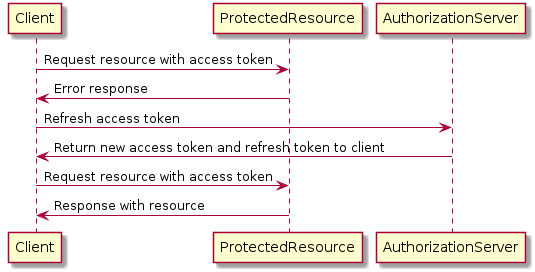 Client ProtectedResource AuthorizationServer
Request resource with access token
Error response
Refresh access token
Return new access token and refresh token to client
Request resource with access token
Response with resource
Client ProtectedResource AuthorizationServer